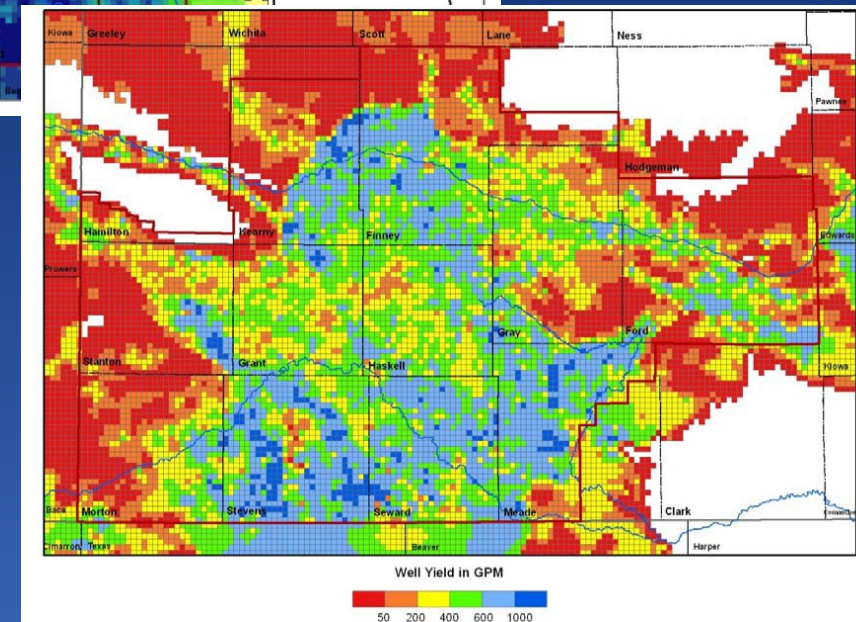 Kiowa Greeley Wichita Scott Lane Ness
Pawnee
Hodgeman
Hamilton Kearny Finney Edwards
Prowers
Gray Ford
Stanton Grant Haskell Kiowa
Baca Morton Stevens Seward Meade Clark
Cimarron Texas Beaver Harper
Well Yield in GPM
50 200 400 600 1000